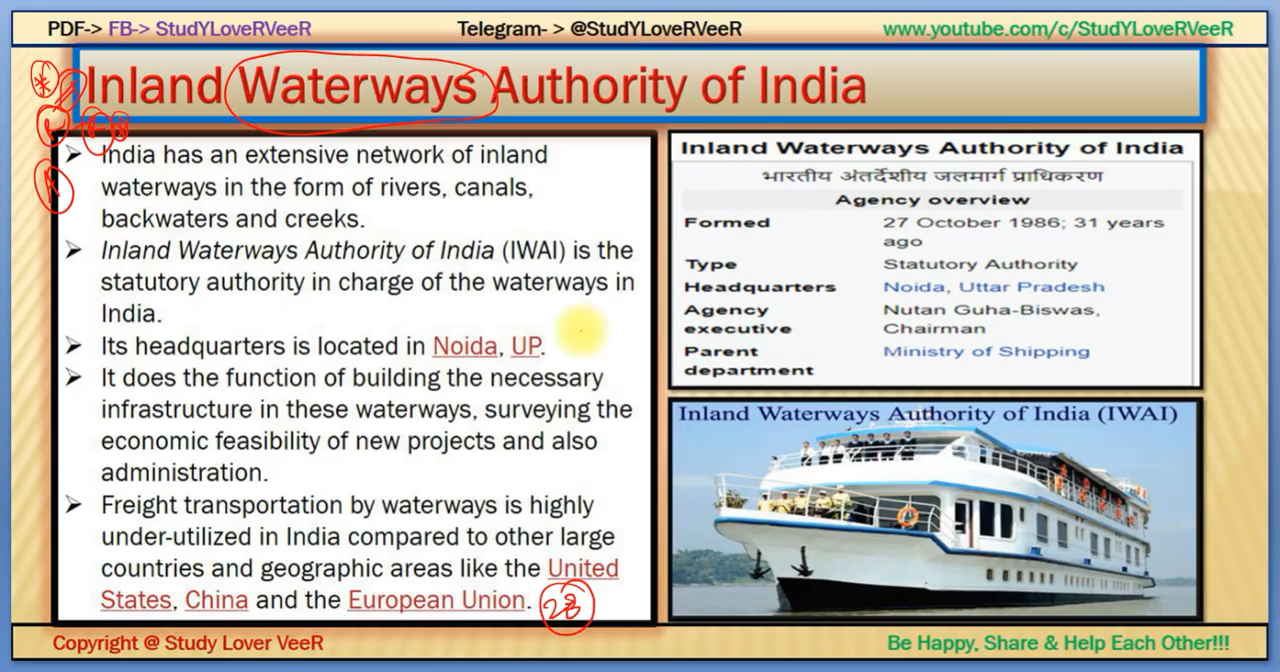 PDF-> FB-> StudYLoveRVeeR
Telegram- > @StudYLoveRVeeR
www.youtube.com/c/StudYLoveRVeeR
Inland Waterways Authority of India
India has an extensive network of inland
waterways in the form of rivers, canals,
backwaters and creeks.
Inland Waterways Authority of India (IWAI) is the
statutory authority in charge of the waterways in
India.
Its headquarters is located in Noida, UP.
It does the function of building the necessary
infrastructure in these waterways, surveying the
economic feasibility of new projects and also
administration.
Freight transportation by waterways is highly
under-utilized in India compared to other large
countries and geographic areas like the United
States, China and the European Union.
28
Inland Waterways Authority of India
भारतीय अंतर्देशीय जलमार्ग प्राधिकरण
Agency overview
Formed 27 October 1986; 31 years
ago
Type Statutory Authority
Headquarters Noida, Uttar Pradesh
Agency Nutan Guha-Biswas,
executive Chairman
Parent Ministry of Shipping
department
Inland Waterways Authority of India (IWAI)
Copyright @ Study Lover VeeR
Be Happy, Share & Help Each Other!!!